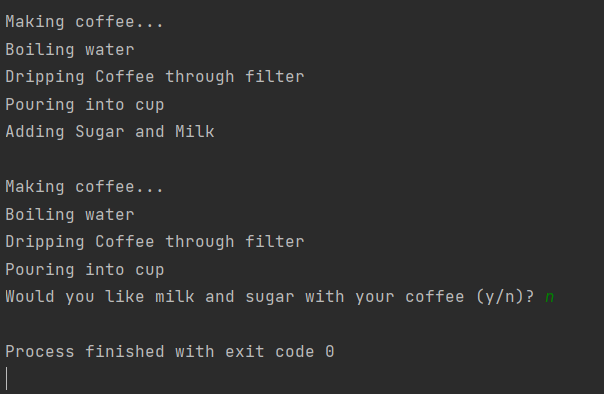 Making coffee...
Boiling water
Dripping Coffee through filter
Pouring into cup
Adding Sugar and Milk
Making coffee...
Boiling water
Dripping Coffee through filter
Pouring into cup
Would you like milk and sugar with your coffee (y/n)? n
Process finished with exit code 0